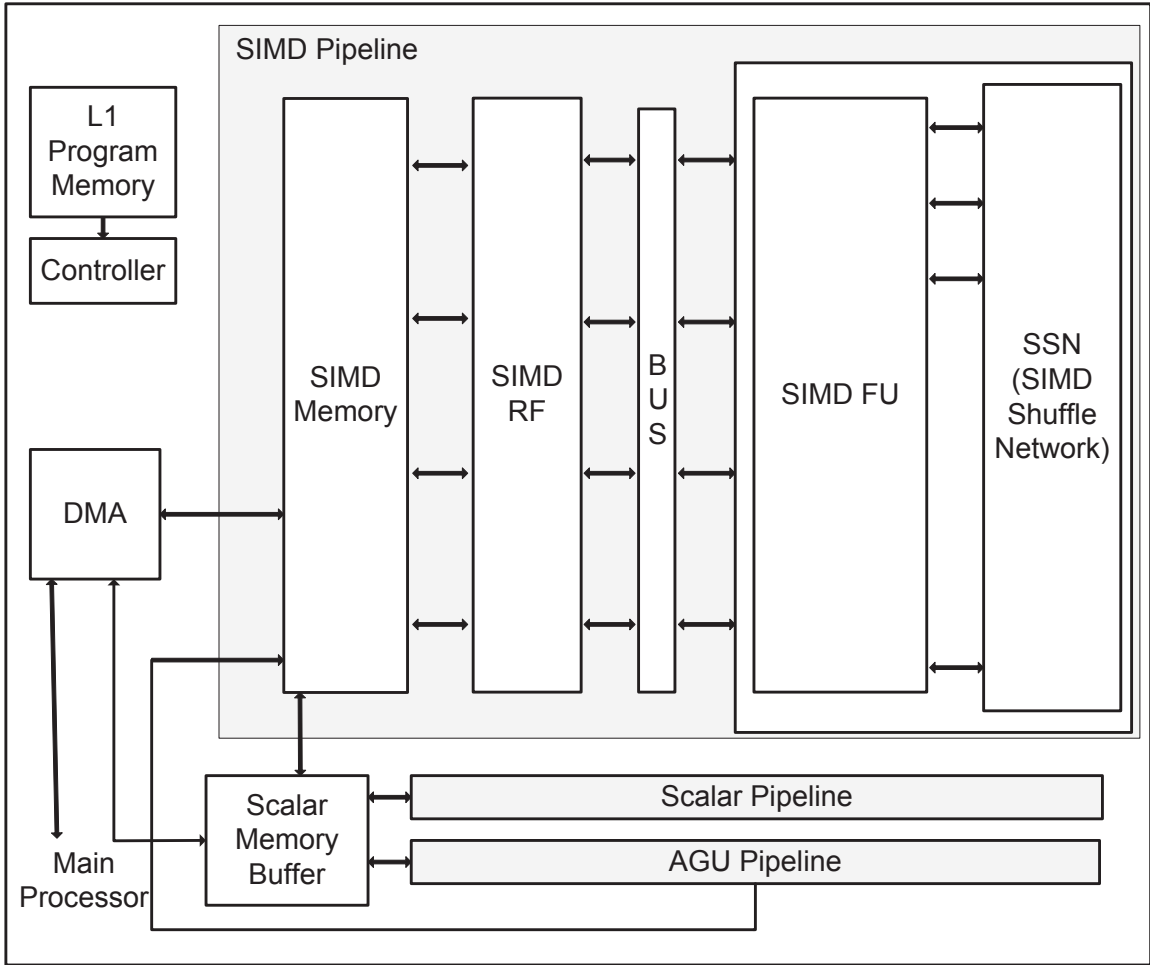 SIMD Pipeline
L1
Program
Memory
Controller
SIMD
Memory
SIMD
RF
B
U
S
SIMD FU
SSN
(SIMD
Shuffle
Network)
DMA
Scalar
Memory
Buffer
Scalar Pipeline
AGU Pipeline
Main
Processor